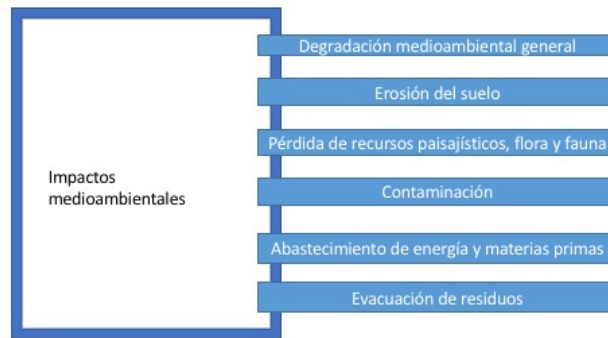 Impactos
medioambientales
Degradación medioambiental general
Erosión del suelo
Pérdida de recursos paisajísticos, flora y fauna
Contaminación
Abastecimiento de energía y materias primas
Evacuación de residuos